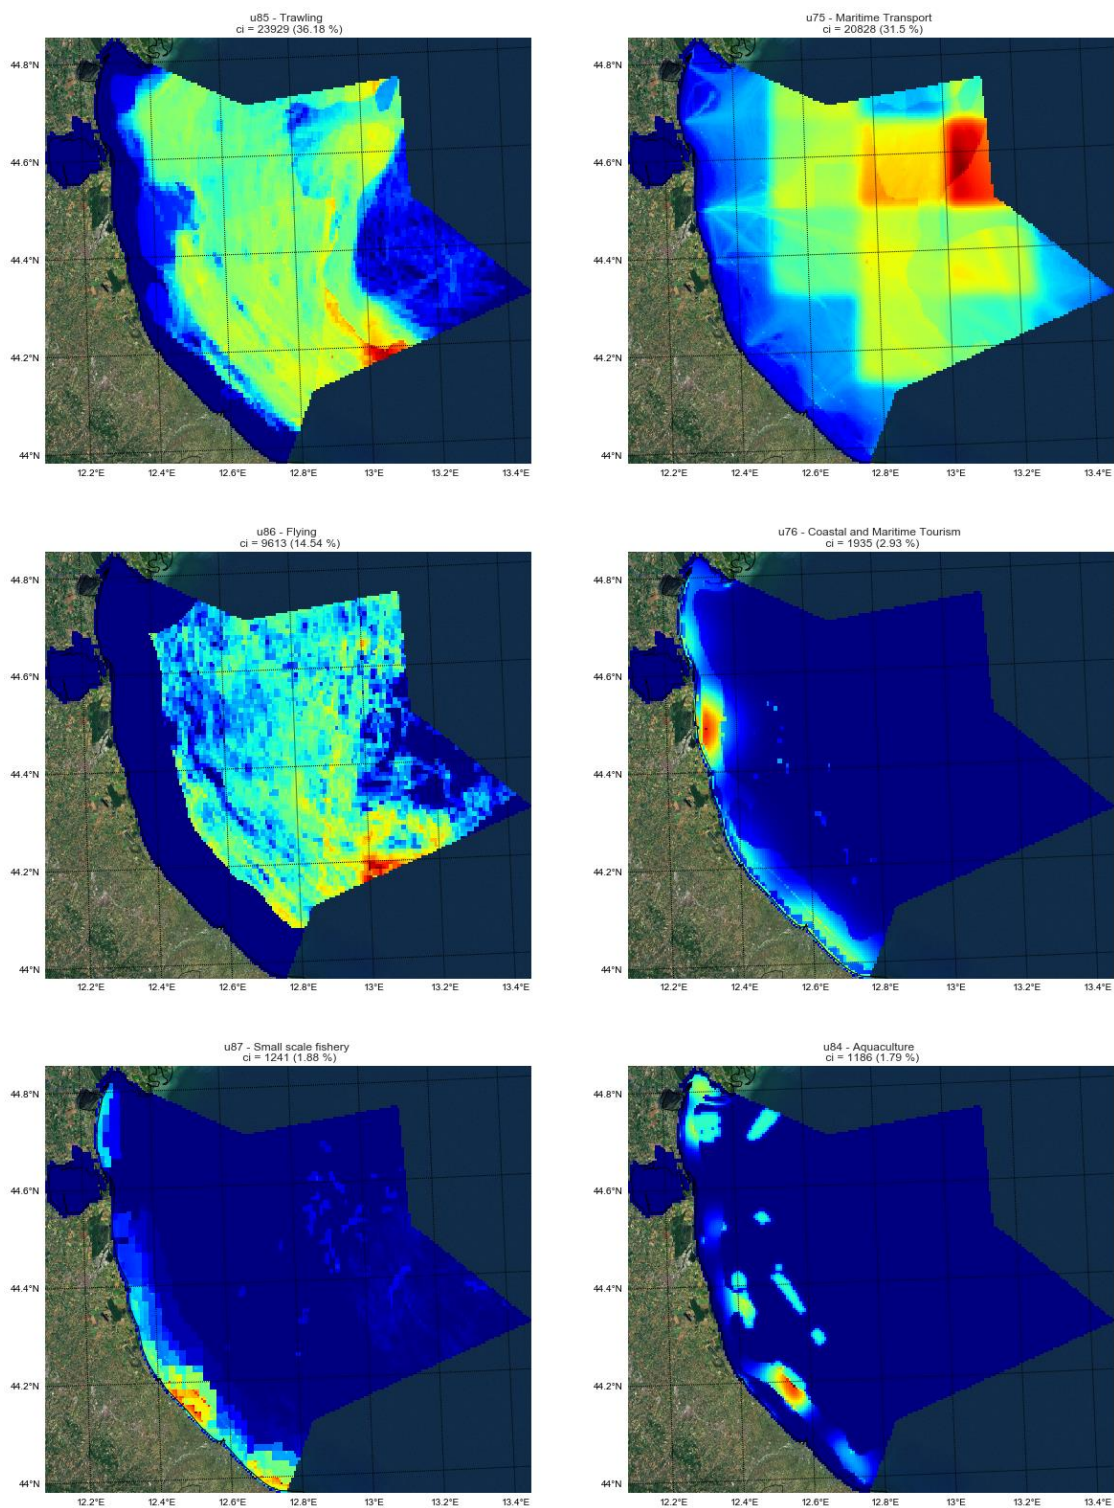 u85 - Trawling
ci = 23929 (36.18 %)
44.8°N
44.6°N
44.4°N
44.2°N
44°N
12.2°E 12.4°E 12.6°E 12.8°E 13°E 13.2°E 13.4°E
u75 - Maritime Transport
ci = 20828 (31.5 %)
44.8°N
44.6°N
44.4°N
44.2°N
44°N
12.2°E 12.4°E 12.6°E 12.8°E 13°E 13.2°E 13.4°E
u86 - Flying
ci = 9613 (14.54 %)
44.8°N
44.6°N
44.4°N
44.2°N
44°N
12.2°E 12.4°E 12.6°E 12.8°E 13°E 13.2°E 13.4°E
u76 - Coastal and Maritime Tourism
ci = 1935 (2.93 %)
44.8°N
44.6°N
44.4°N
44.2°N
44°N
12.2°E 12.4°E 12.6°E 12.8°E 13°E 13.2°E 13.4°E
u87 - Small scale fishery
ci = 1241 (1.88 %)
44.8°N
44.6°N
44.4°N
44.2°N
44°N
12.2°E 12.4°E 12.6°E 12.8°E 13°E 13.2°E 13.4°E
u84 - Aquaculture
ci = 1186 (1.79 %)
44.8°N
44.6°N
44.4°N
44.2°N
44°N
12.2°E 12.4°E 12.6°E 12.8°E 13°E 13.2°E 13.4°E